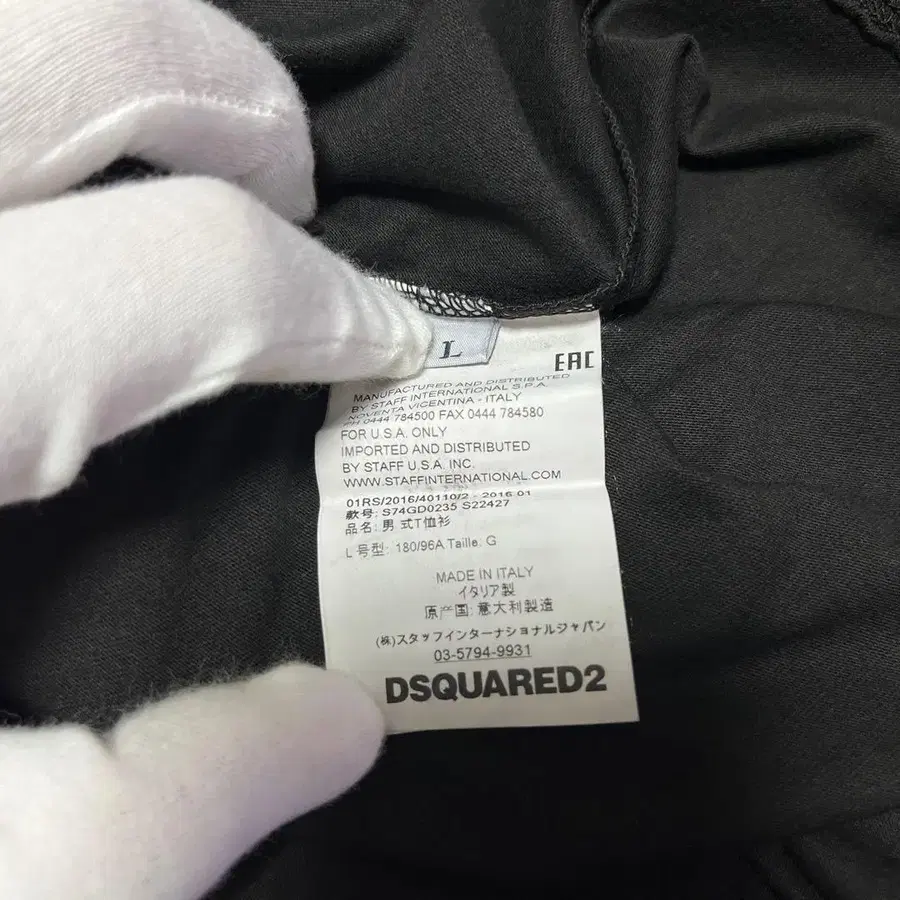 L
EAC
MANUFACTURED AND DISTRIBUTED
BY STAFF INTERNATIONAL S.P.A.
NOVENTA VICENTINA - ITALY
PH 0444 784500 FAX 0444 784580
FOR U.S.A. ONLY
IMPORTED AND DISTRIBUTED
BY STAFF U.S.A. INC.
WWW.STAFFINTERNATIONAL.COM
01RS/2016/40110/2 - 2016 01
款号: S74GD0235 S22427
品名: 男 式T恤衫
L 号型: 180/96A Taille. G
MADE IN ITALY
イタリア製
原产国: 意大利製造
(株)スタッフインターナショナルジャパン
03-5794-9931
DSQUARED2